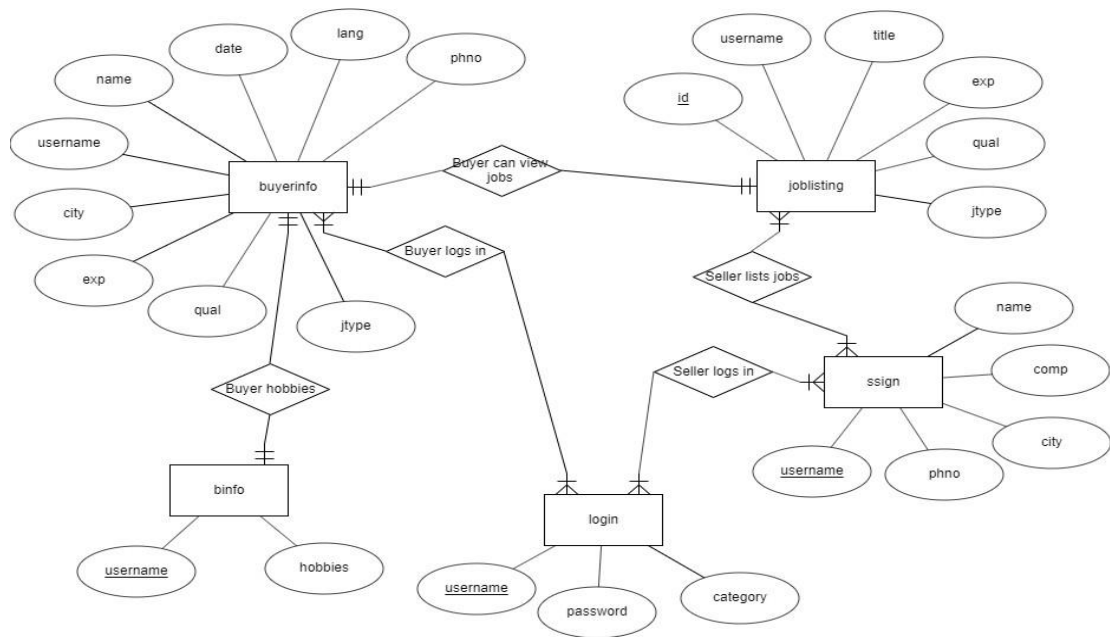 lang
username
title
date
phno
name
exp
id
username
qual
Buyer can view
jobs
buyerinfo
joblisting
city
jtype
Buyer logs in
exp
Seller lists jobs
qual
name
jtype
Seller logs in
comp
Buyer hobbies
ssign
city
username
phno
binfo
login
username
hobbies
username
password
category